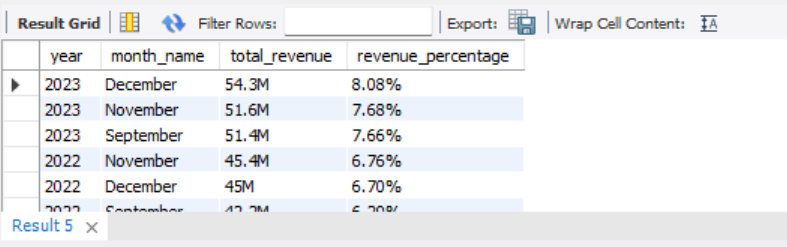 Result Grid Filter Rows: Export: Wrap Cell Content:
year month_name total_revenue revenue_percentage
2023 December 54.3M 8.08%
2023 November 51.6M 7.68%
2023 September 51.4M 7.66%
2022 November 45.4M 6.76%
2022 December 45M 6.70%
September
Result 5